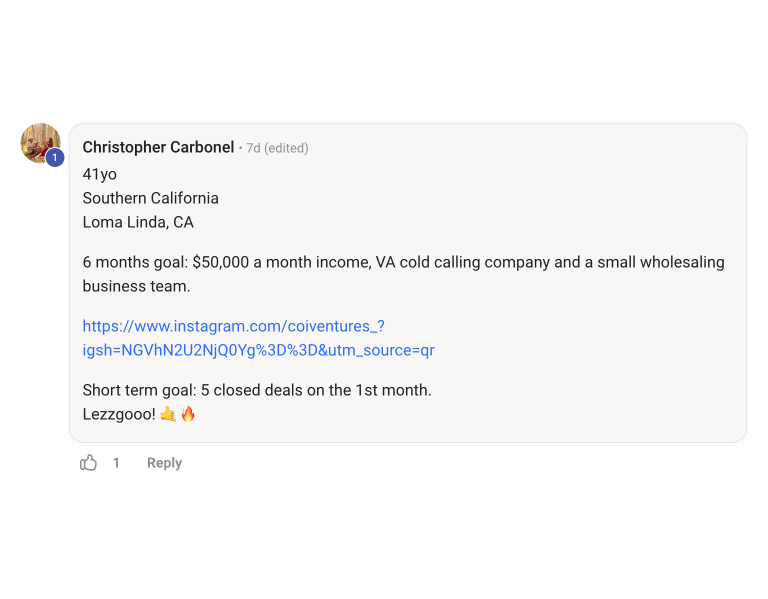 Christopher Carbonel • 7d (edited)
41yo
Southern California
Loma Linda, CA
6 months goal: $50,000 a month income, VA cold calling company and a small wholesaling
business team.
https://www.instagram.com/coiventures_?
igsh=NGVhN2U2NjQ0Yg%3D%3D&utm_source=qr
Short term goal: 5 closed deals on the 1st month.
Lezzgooo! 🤙🔥
1
1 Reply